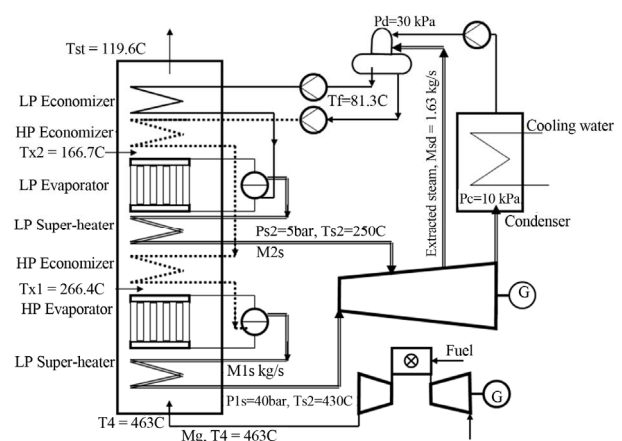 Tst = 119.6C
Pd=30 kPa
LP Economizer
Tf=81.3C
HP Economizer
Tx2 = 166.7C
LP Evaporator
LP Super-heater
Ps2=5bar, Ts2=250C
M2s
HP Economizer
Tx1 = 266.4C
HP Evaporator
M1s kg/s
LP Super-heater
P1s=40bar, Ts2=430C
T4 = 463C
Mg, T4 = 463C
Extracted steam, Msd = 1.63 kg/s
Cooling water
Pc=10 kPa
Condenser
G
Fuel
G